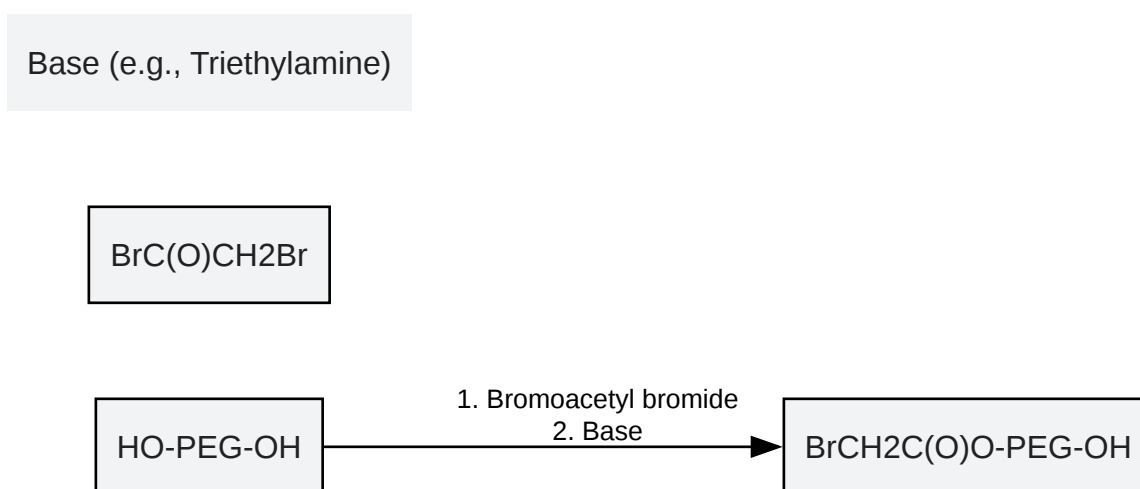 Base (e.g., Triethylamine)
BrC(O)CH2Br
1. Bromoacetyl bromide
2. Base
HO-PEG-OH
BrCH2C(O)O-PEG-OH